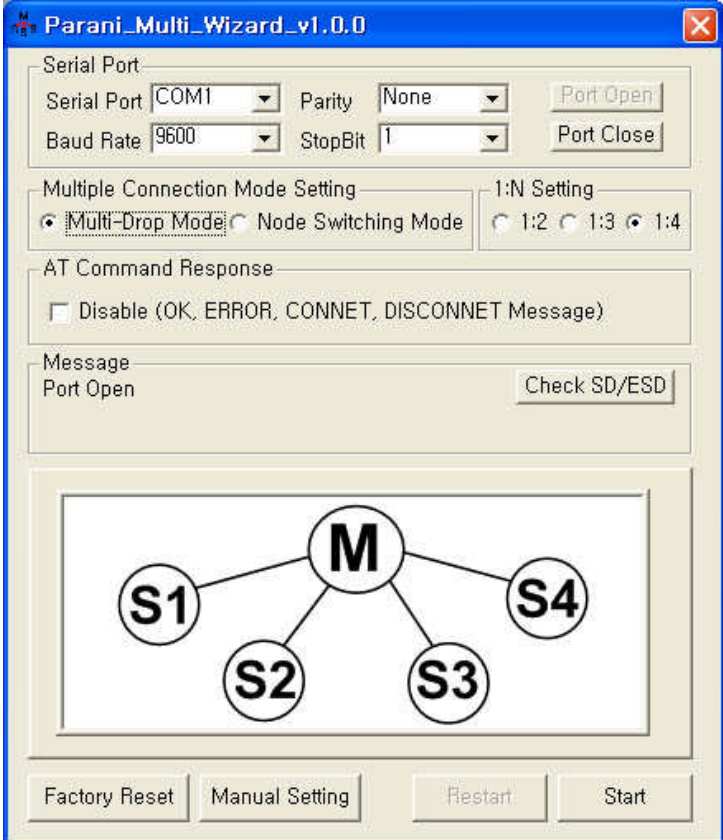 Parani_Multi_Wizard_v1.0.0
Serial Port
Serial Port COM1 Parity None Port Open
Baud Rate 9600 StopBit 1 Port Close
Multiple Connection Mode Setting 1:N Setting
Multi-Drop Mode Node Switching Mode 1:2 1:3 1:4
AT Command Response
Disable (OK, ERROR, CONNET, DISCONNET Message)
Message
Port Open Check SD/ESD
M
S1 S4
S2 S3
Factory Reset Manual Setting Restart Start